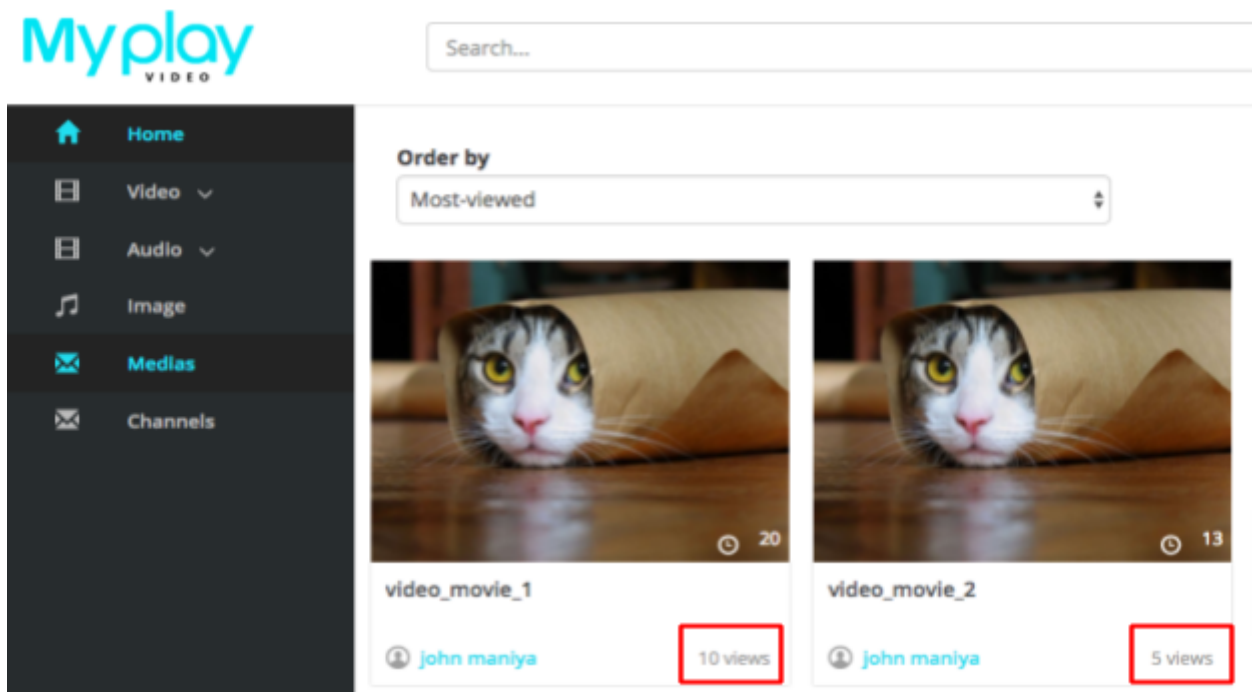 Myplay
VIDEO
Search...
Home
Video
Audio
Image
Medias
Channels
Order by
Most-viewed
20
13
video_movie_1
video_movie_2
john maniya
10 views
john maniya
5 views